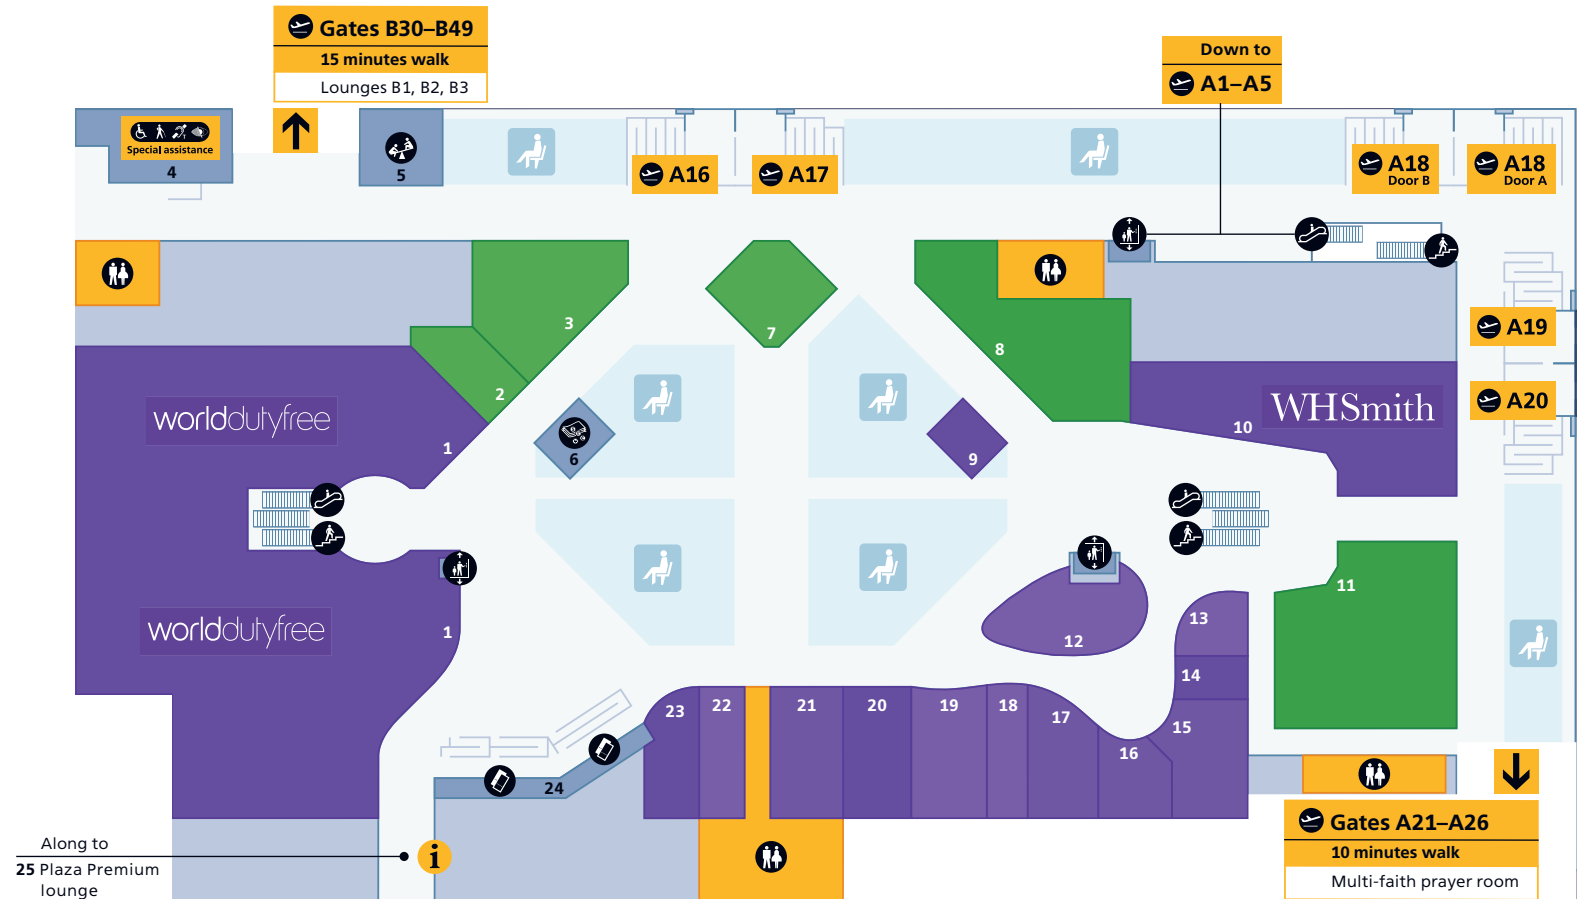 Gates B30–B49
15 minutes walk
Lounges B1, B2, B3
Down to
A1–A5
Special assistance
4
5
A16
A17
A18
Door B
A18
Door A
3
7
8
2
A19
A20
worlddutyfree
1
6
9
10
WHSmith
11
worlddutyfree
1
12
13
14
15
16
17
18
19
20
21
22
23
24
Along to
25 Plaza Premium
lounge
i
Gates A21–A26
10 minutes walk
Multi-faith prayer room